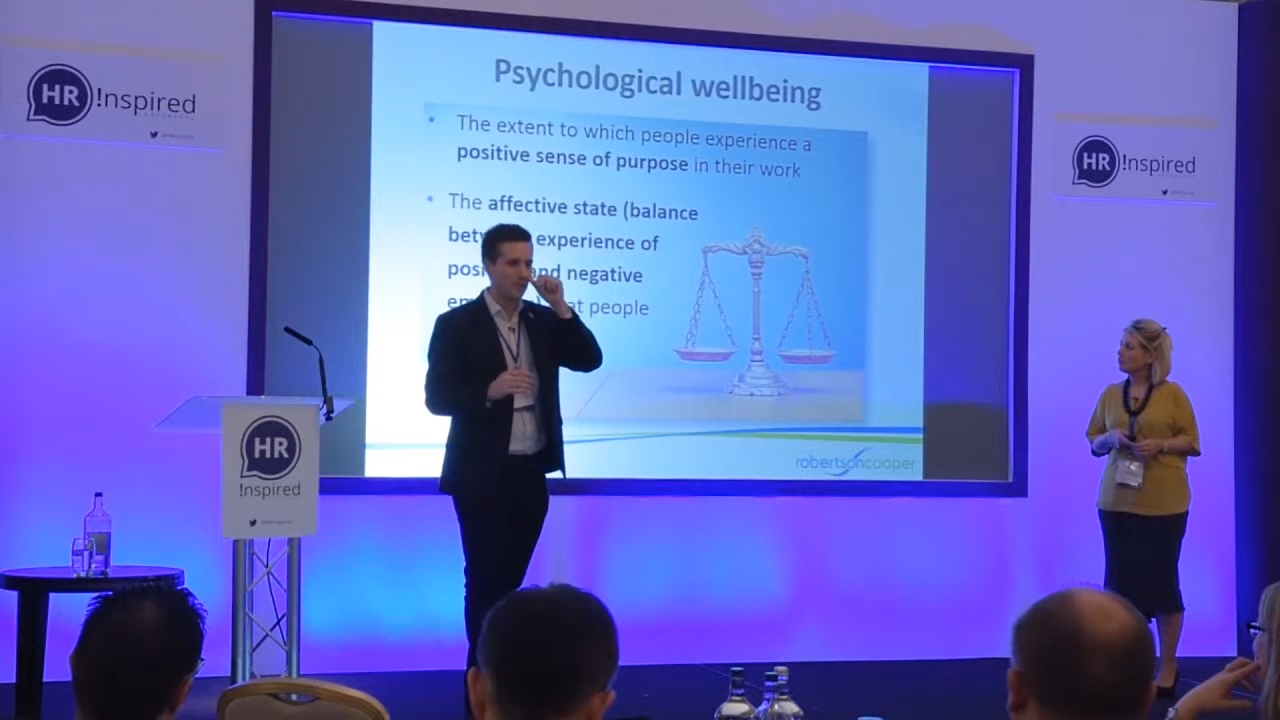 Psychological wellbeing
• The extent to which people experience a
positive sense of purpose in their work
• The affective state (balance
experience of
and negative
people
robertsoncooper
HR !nspired
HR !nspired
HR
!nspired